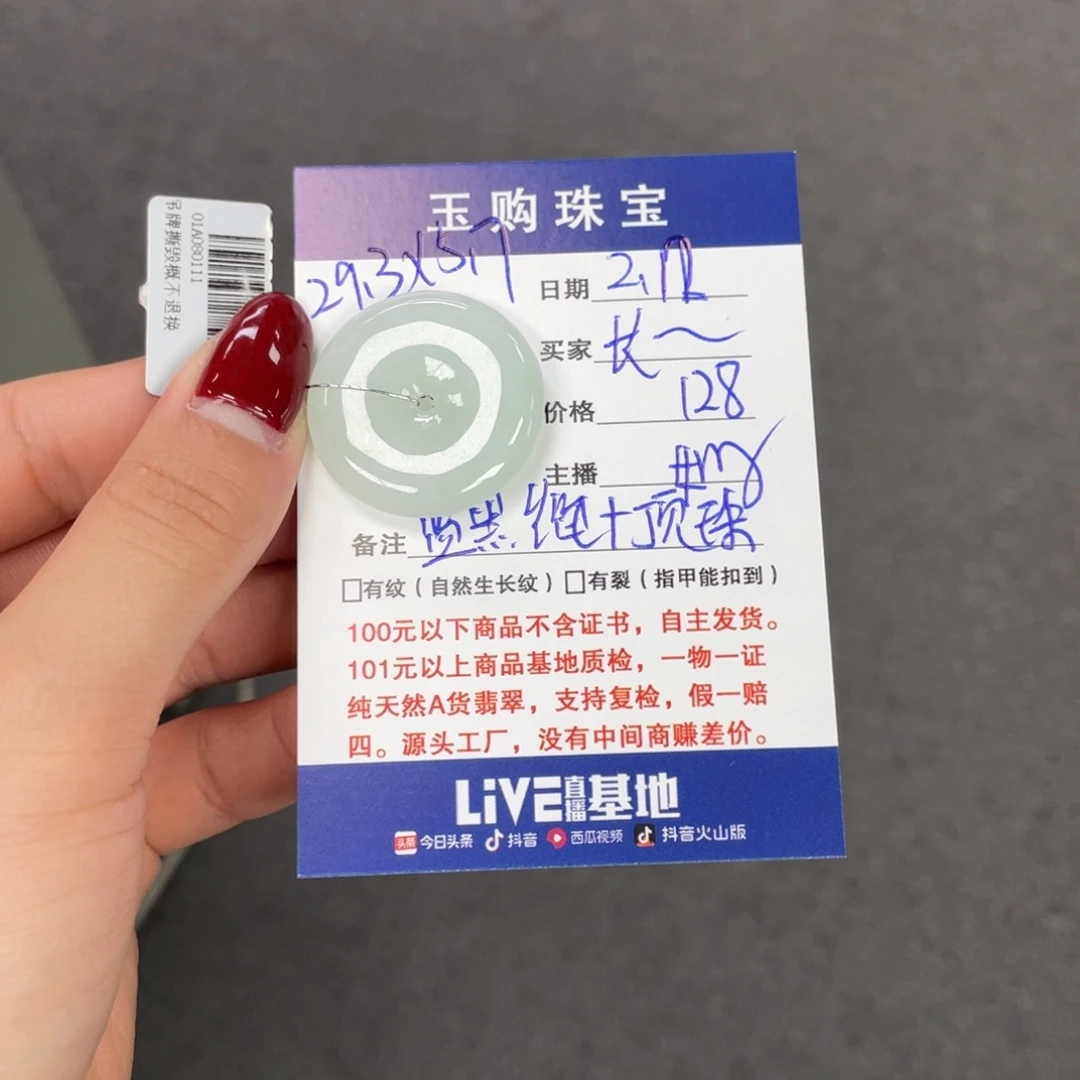 玉购珠宝
29.3×5.7
日期
买家 长~
价格 128
主播
备注 绳+顶珠
□有纹（自然生长纹）□有裂（指甲能扣到）
100元以下商品不含证书，自主发货。
101元以上商品基地质检，一物一证
纯天然A货翡翠，支持复检，假一赔
四。源头工厂，没有中间商赚差价。
LiVE直播基地
头条 今日头条 抖音 西瓜视频 抖音火山版
01A080111
吊牌撕毁概不退换